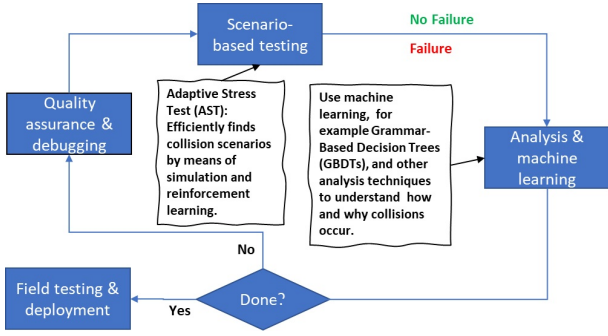 Scenario-
based testing
No Failure
Failure
Quality
assurance &
debugging
Adaptive Stress
Test (AST):
Efficiently finds
collision scenarios
by means of
simulation and
reinforcement
learning.
Use machine
learning, for
example Grammar-
Based Decision Trees
(GBDTs), and other
analysis techniques
to understand how
and why collisions
occur.
Analysis &
machine
learning
No
Field testing &
deployment
Yes
Done?